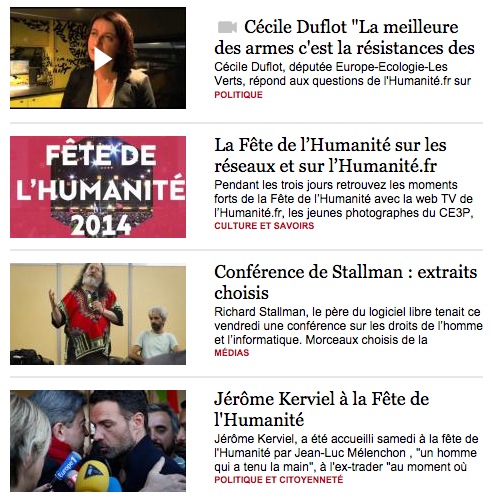 Cécile Duflot "La meilleure
des armes c'est la résistances des
Cécile Duflot, députée Europe-Ecologie-Les
Verts, répond aux questions de l'Humanité.fr sur
POLITIQUE
FÊTE DE
L'HUMANITÉ
2014
La Fête de l'Humanité sur les
réseaux et sur l'Humanité.fr
Pendant les trois jours retrouvez les moments
forts de la Fête de l'Humanité avec la web TV de
l'Humanité.fr, les jeunes photographes du CE3P,
CULTURE ET SAVOIRS
Conférence de Stallman : extraits
choisis
Richard Stallman, le père du logiciel libre tenait ce
vendredi une conférence sur les droits de l'homme
et l'informatique. Morceaux choisis de la
MÉDIAS
Europe1
Jérôme Kerviel à la Fête de
l'Humanité
Jérôme Kerviel, a été accueilli samedi à la fête de
l'Humanité par Jean-Luc Mélenchon , "un homme
qui a tenu la main", à l'ex-trader "au moment où
POLITIQUE ET CITOYENNETÉ